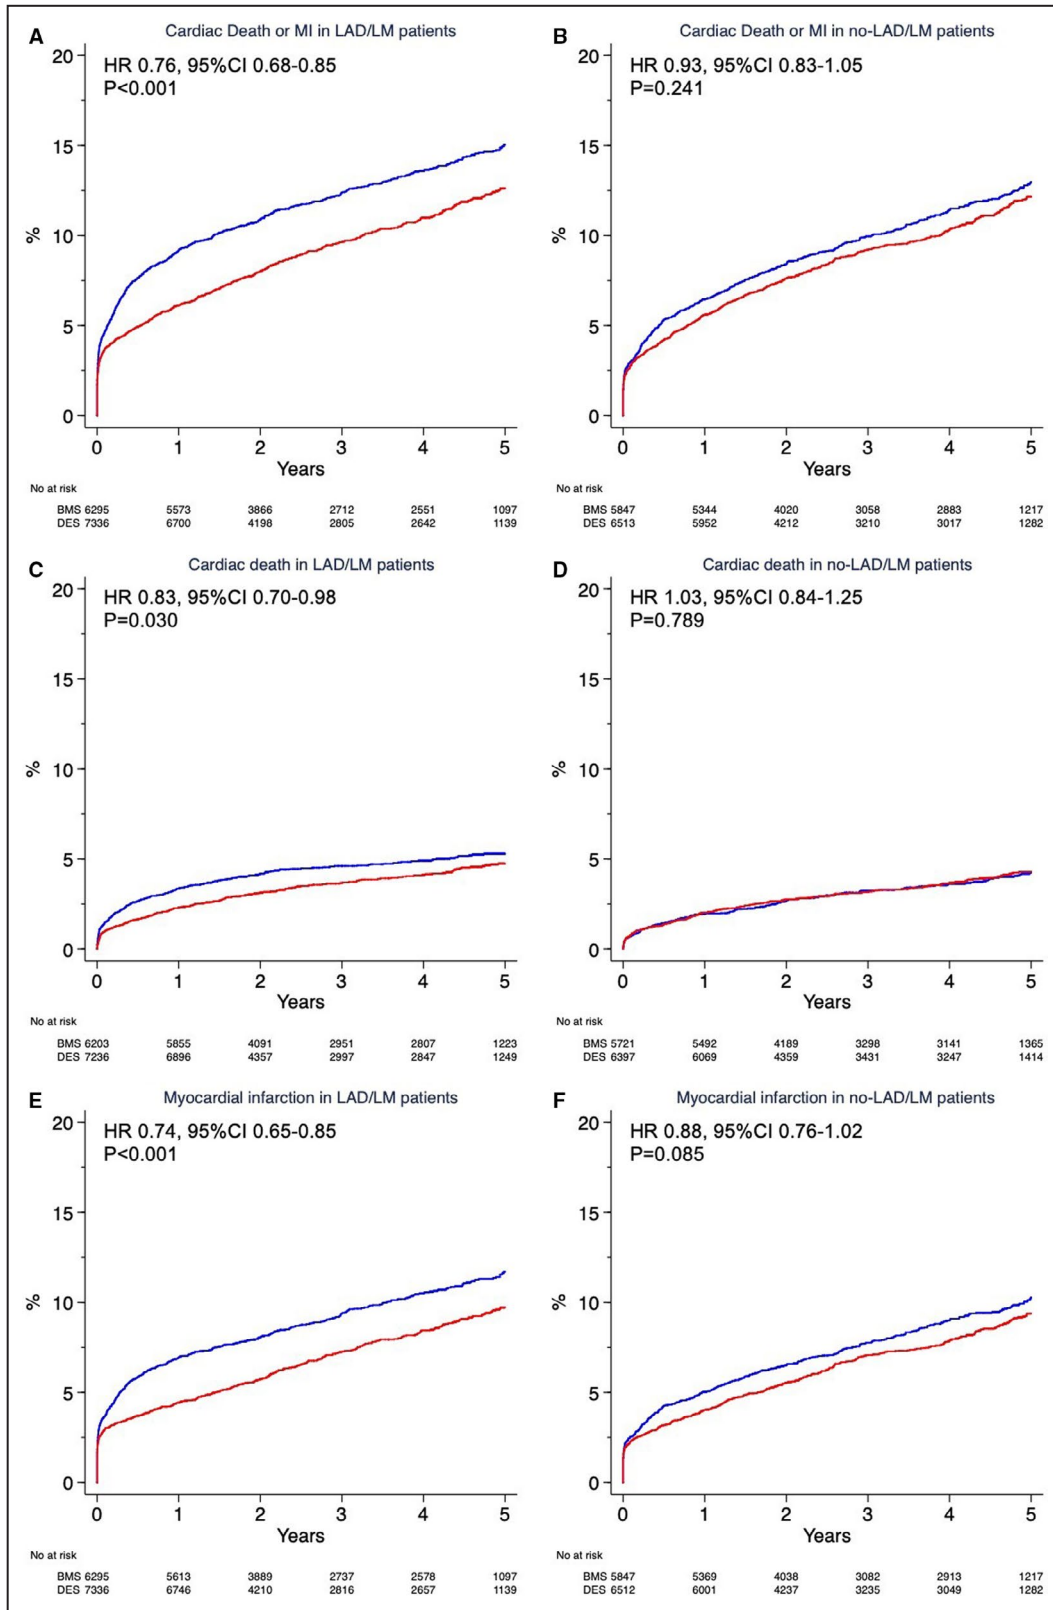 A Cardiac Death or MI in LAD/LM patients
HR 0.76, 95%CI 0.68-0.85
P<0.001
20
15
10
5
0
%
0 1 2 3 4 5
Years
No at risk
BMS 6295 5573 3866 2712 2551 1097
DES 7336 6700 4198 2805 2642 1139
B Cardiac Death or MI in no-LAD/LM patients
HR 0.93, 95%CI 0.83-1.05
P=0.241
20
15
10
5
0
%
0 1 2 3 4 5
Years
No at risk
BMS 5847 5344 4020 3058 2883 1217
DES 6513 5952 4212 3210 3017 1282
C Cardiac death in LAD/LM patients
HR 0.83, 95%CI 0.70-0.98
P=0.030
20
15
10
5
0
%
0 1 2 3 4 5
Years
No at risk
BMS 6203 5855 4091 2951 2807 1223
DES 7236 6896 4357 2997 2847 1249
D Cardiac death in no-LAD/LM patients
HR 1.03, 95%CI 0.84-1.25
P=0.789
20
15
10
5
0
%
0 1 2 3 4 5
Years
No at risk
BMS 5721 5492 4189 3298 3141 1365
DES 6397 6069 4359 3431 3247 1414
E Myocardial infarction in LAD/LM patients
HR 0.74, 95%CI 0.65-0.85
P<0.001
20
15
10
5
0
%
0 1 2 3 4 5
Years
No at risk
BMS 6295 5613 3889 2737 2578 1097
DES 7336 6746 4210 2816 2657 1139
F Myocardial infarction in no-LAD/LM patients
HR 0.88, 95%CI 0.76-1.02
P=0.085
20
15
10
5
0
%
0 1 2 3 4 5
Years
No at risk
BMS 5847 5369 4038 3082 2913 1217
DES 6512 6001 4237 3235 3049 1282